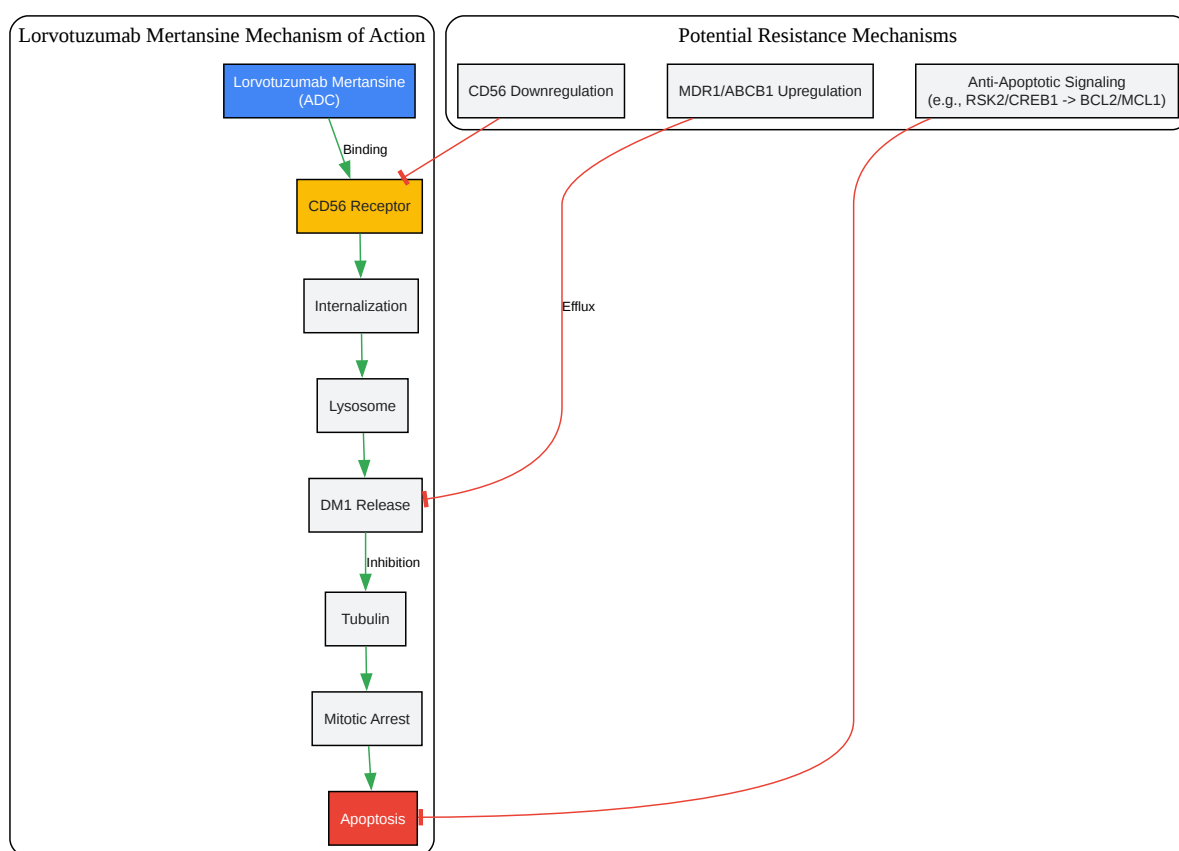 Lorvotuzumab Mertansine Mechanism of Action
Lorvotuzumab Mertansine
(ADC)
Binding
CD56 Receptor
Internalization
Lysosome
DM1 Release
Inhibition
Tubulin
Mitotic Arrest
Apoptosis
Potential Resistance Mechanisms
CD56 Downregulation
MDR1/ABCB1 Upregulation
Anti-Apoptotic Signaling
(e.g., RSK2/CREB1 -> BCL2/MCL1)
Efflux